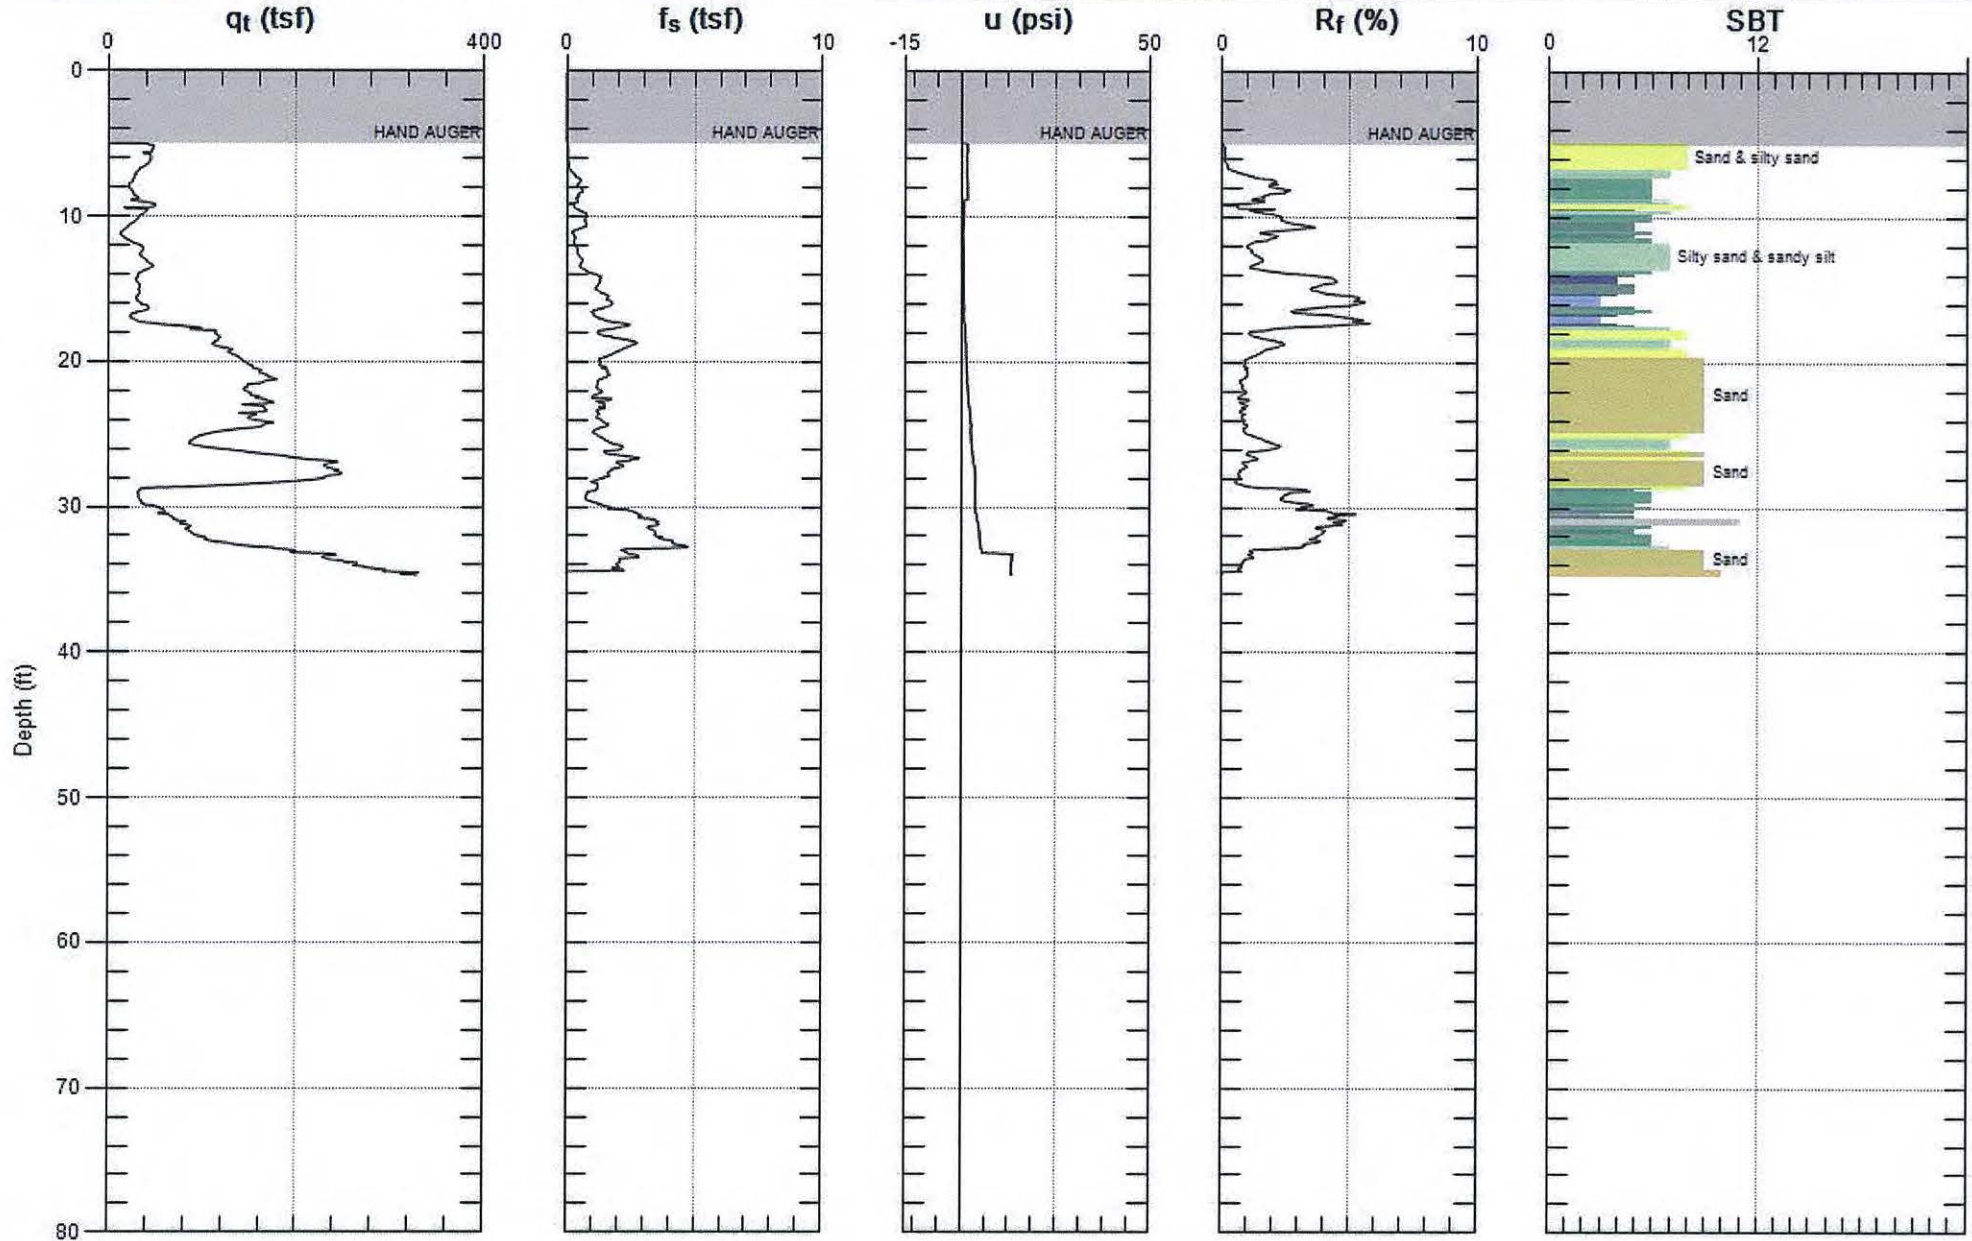 qt (tsf) fs (tsf) u (psi) Rf (%) SBT
0 400 0 10 -15 50 0 10 0 12
0
HAND AUGER HAND AUGER HAND AUGER HAND AUGER
Sand & silty sand
10
Silty sand & sandy silt
20
Sand
Sand
30
Sand
40
Depth (ft)
50
60
70
80